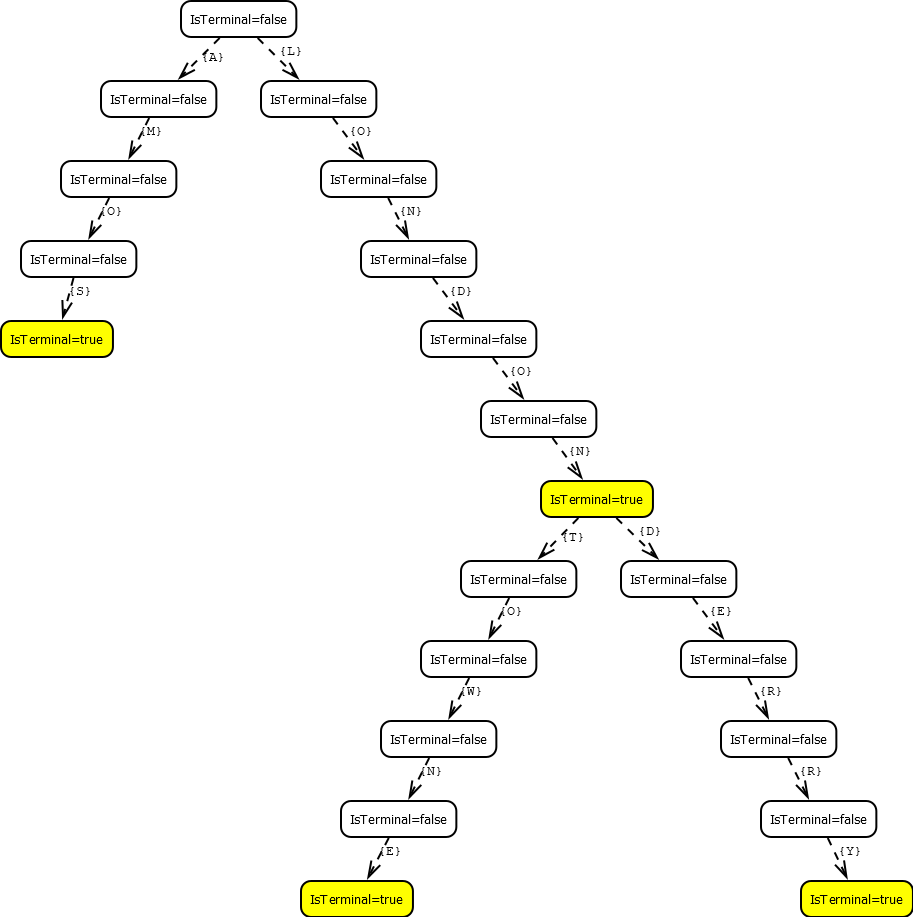 IsTerminal=false
{A} {L}
IsTerminal=false IsTerminal=false
{M} {O}
IsTerminal=false IsTerminal=false
{O} {N}
IsTerminal=false IsTerminal=false
{S} {D}
IsTerminal=true IsTerminal=false
{O}
IsTerminal=false
{N}
IsTerminal=true
{T} {D}
IsTerminal=false IsTerminal=false
{O} {E}
IsTerminal=false IsTerminal=false
{W} {R}
IsTerminal=false IsTerminal=false
{N} {R}
IsTerminal=false IsTerminal=false
{E} {Y}
IsTerminal=true IsTerminal=true